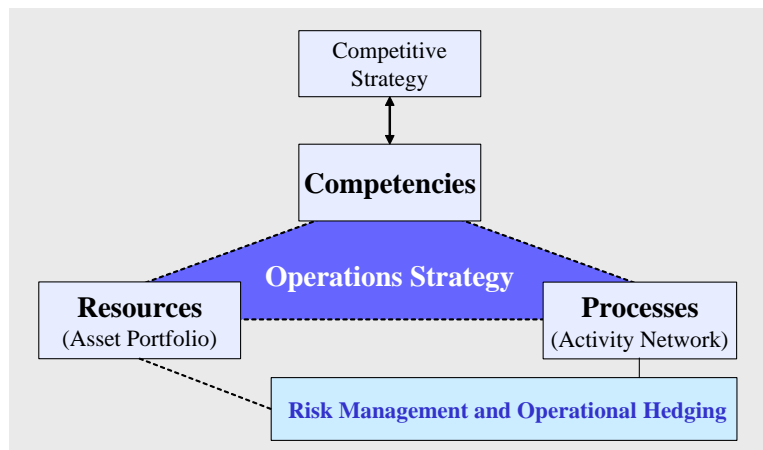 Competitive
Strategy
Competencies
Operations Strategy
Resources
(Asset Portfolio)
Processes
(Activity Network)
Risk Management and Operational Hedging